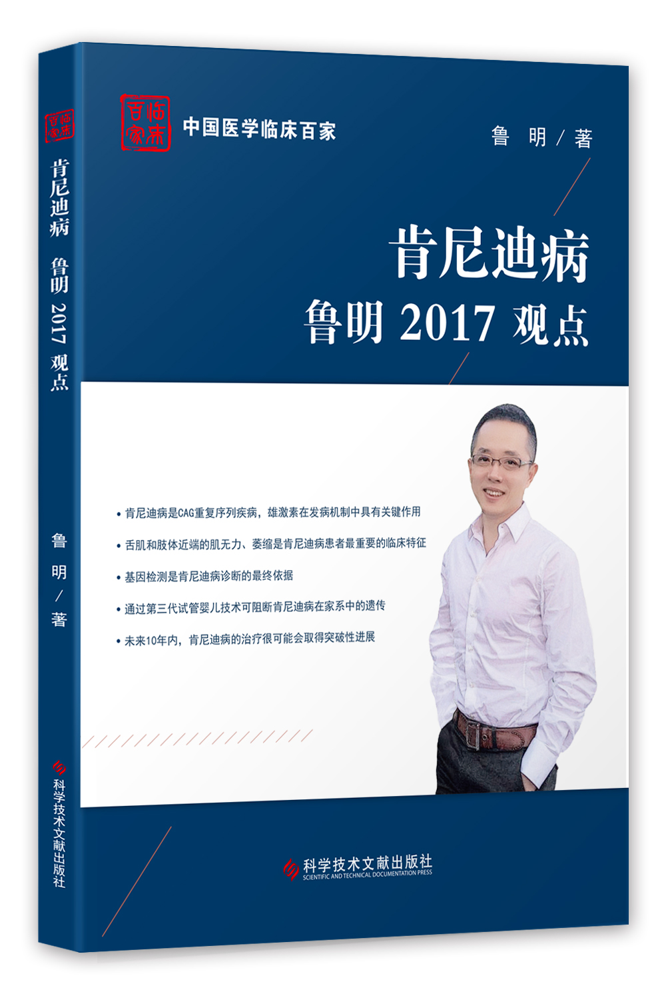 临床
百家
中国医学临床百家
鲁 明/著
肯尼迪病
鲁明 2017 观点
• 肯尼迪病是CAG重复序列疾病，雄激素在发病机制中具有关键作用
• 舌肌和肢体近端的肌无力、萎缩是肯尼迪病患者最重要的临床特征
• 基因检测是肯尼迪病诊断的最终依据
• 通过第三代试管婴儿技术可阻断肯尼迪病在家系中的遗传
• 未来10年内，肯尼迪病的治疗很可能会取得突破性进展
科学技术文献出版社
SCIENTIFIC AND TECHNICAL DOCUMENTATION PRESS
临床
百家
肯尼迪病 鲁明 2017 观点
鲁 明/著
科学技术文献出版社